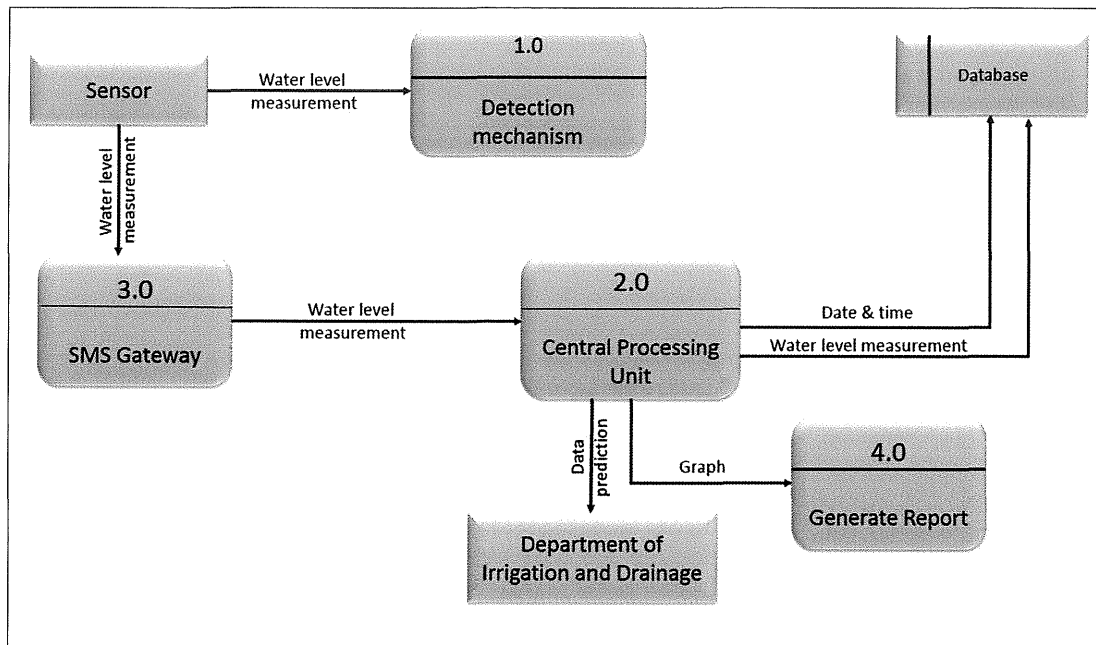 1.0
Sensor
Water level
measurement
Detection
mechanism
Database
Water level
measurement
3.0
SMS Gateway
Water level
measurement
2.0
Central Processing
Unit
Date & time
Water level measurement
Data
prediction
Graph
4.0
Generate Report
Department of
Irrigation and Drainage